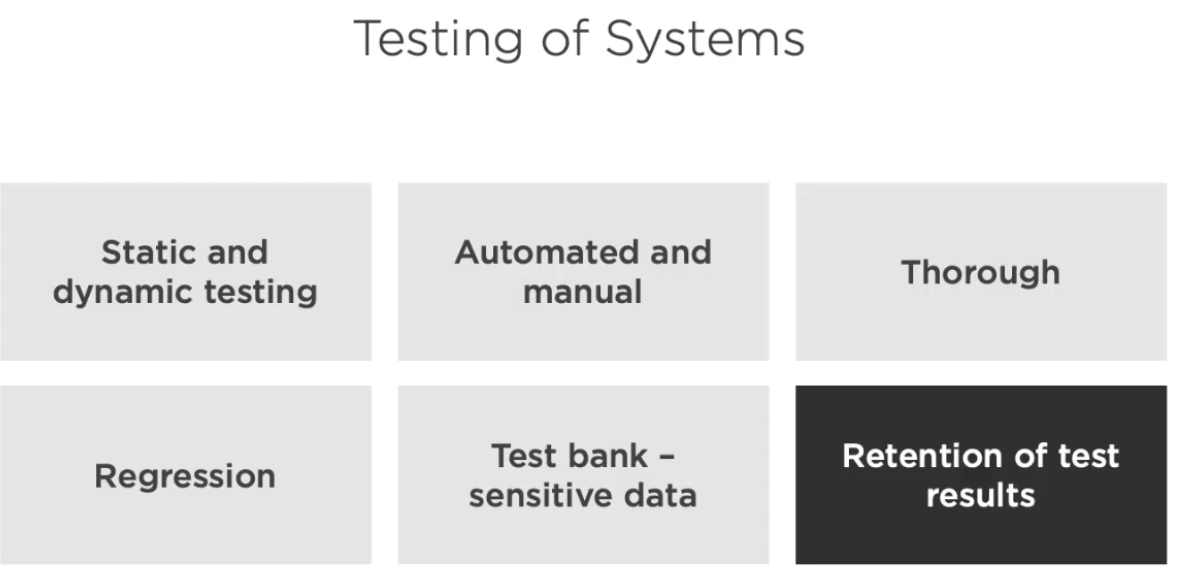 Testing of Systems
Static and
dynamic testing
Automated and
manual
Thorough
Regression
Test bank –
sensitive data
Retention of test
results